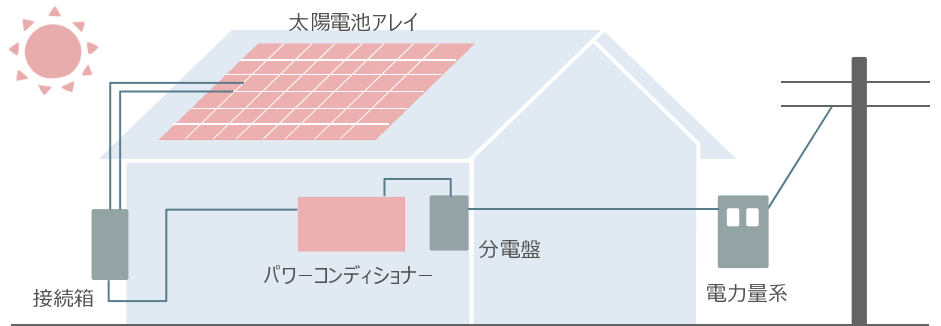 太陽電池アレイ
分電盤
パワーコンディショナー
接続箱
電力量系